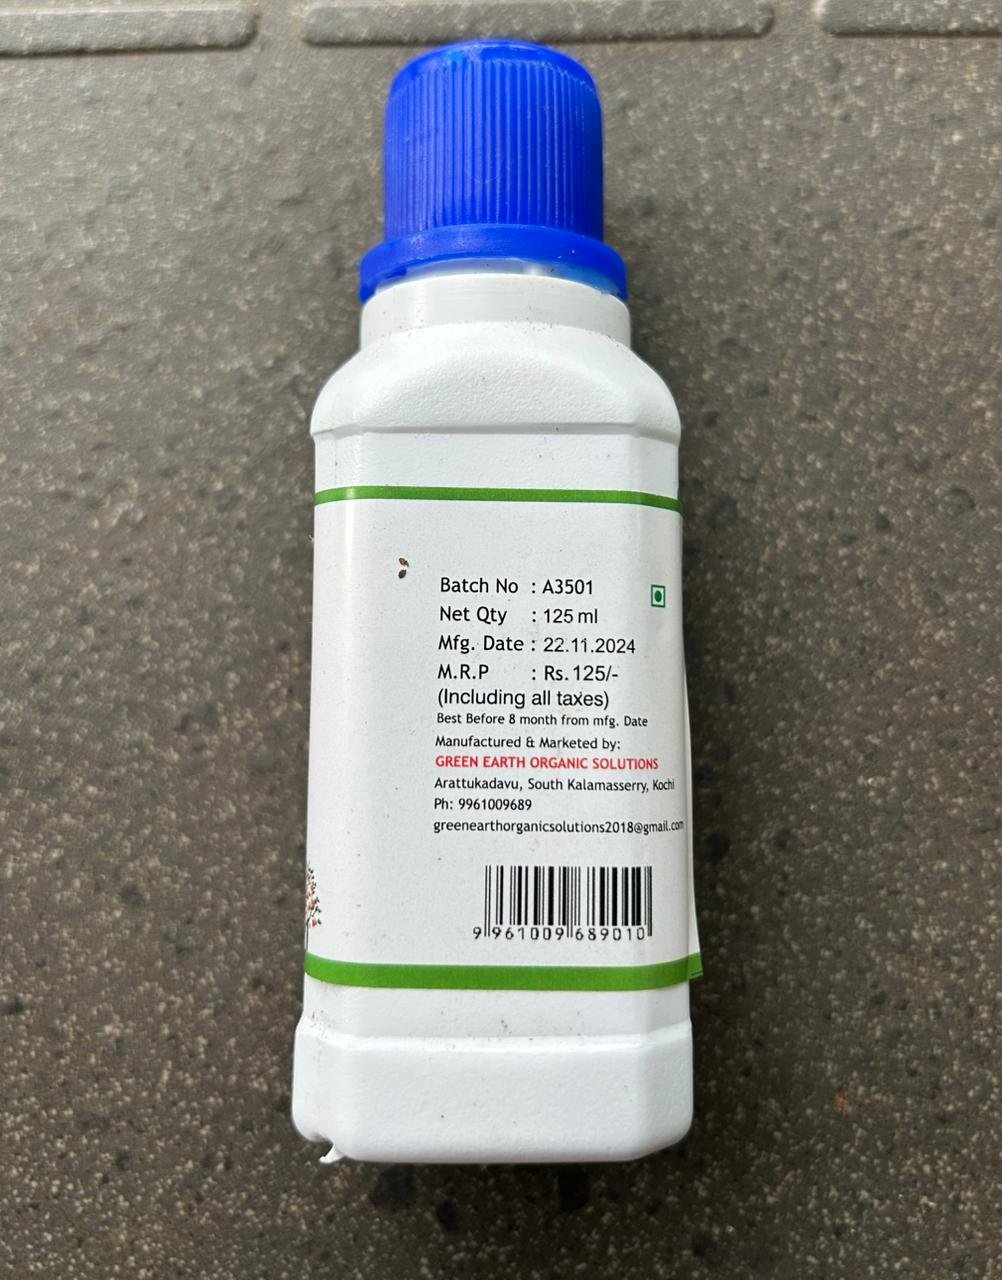 Batch No : A3501
Net Qty : 125 ml
Mfg. Date : 22.11.2024
M.R.P : Rs. 125/-
(Including all taxes)
Best Before 8 month from mfg. Date
Manufactured & Marketed by:
GREEN EARTH ORGANIC SOLUTIONS
Arattukadavu, South Kalamasserry, Kochi
Ph: 9961009689
greenearthorganicsolutions2018@gmail.com
9 961009 689010